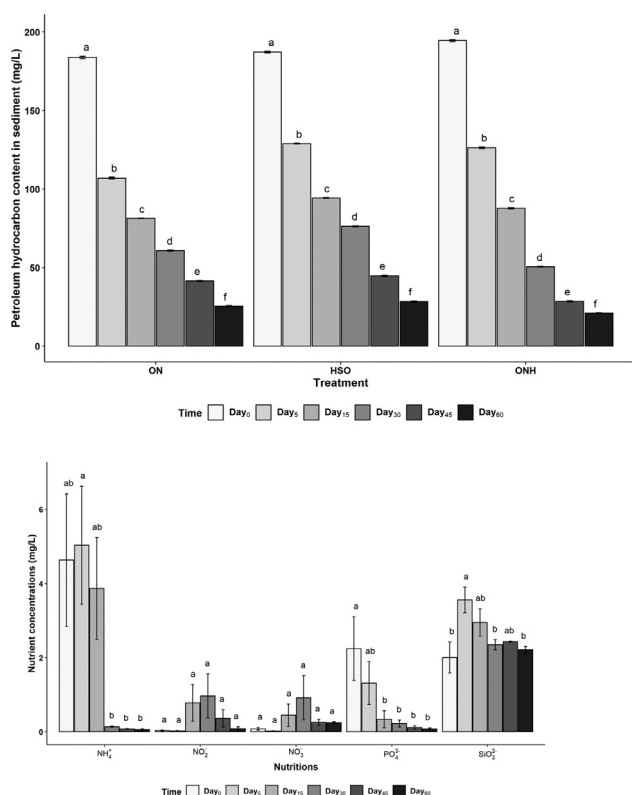 Petroleum hydrocarbon content in sediment (mg/L)
200
150
100
50
0
a b c d e f
a b c d e f
a b c d e f
ON HSO ONH
Treatment
Time Day0 Day5 Day15 Day30 Day45 Day60
Nutrient concentrations (mg/L)
6
4
2
0
ab a ab b b b
a a a a a a
a a a a a a
a ab b b b b
b a ab b ab b
NH4+ NO2- NO3- PO43- SiO32-
Nutritions
Time Day0 Day5 Day15 Day30 Day45 Day60